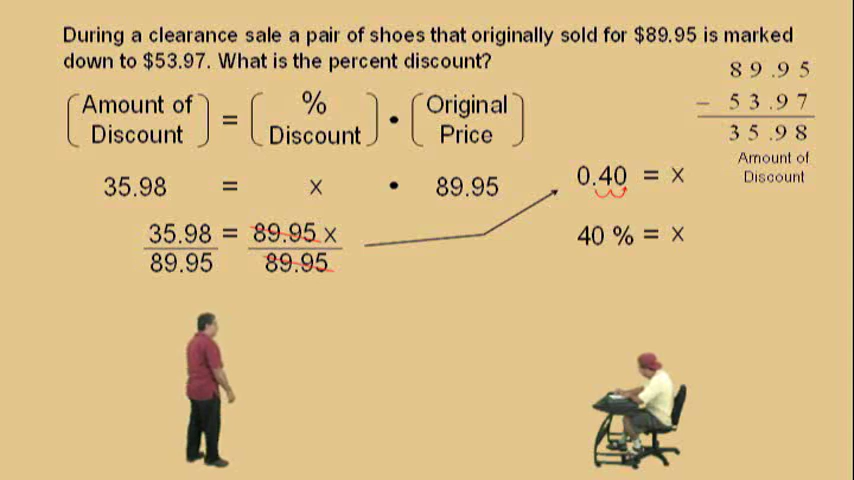 During a clearance sale a pair of shoes that originally sold for $89.95 is marked
down to $53.97. What is the percent discount?
89.95
− 53.97
35.98
Amount of
Discount
(Amount of Discount) = (% Discount) • (Original Price)
35.98 = x • 89.95
35.98 = 89.95 x
89.95 89.95
0.40 = x
40 % = x